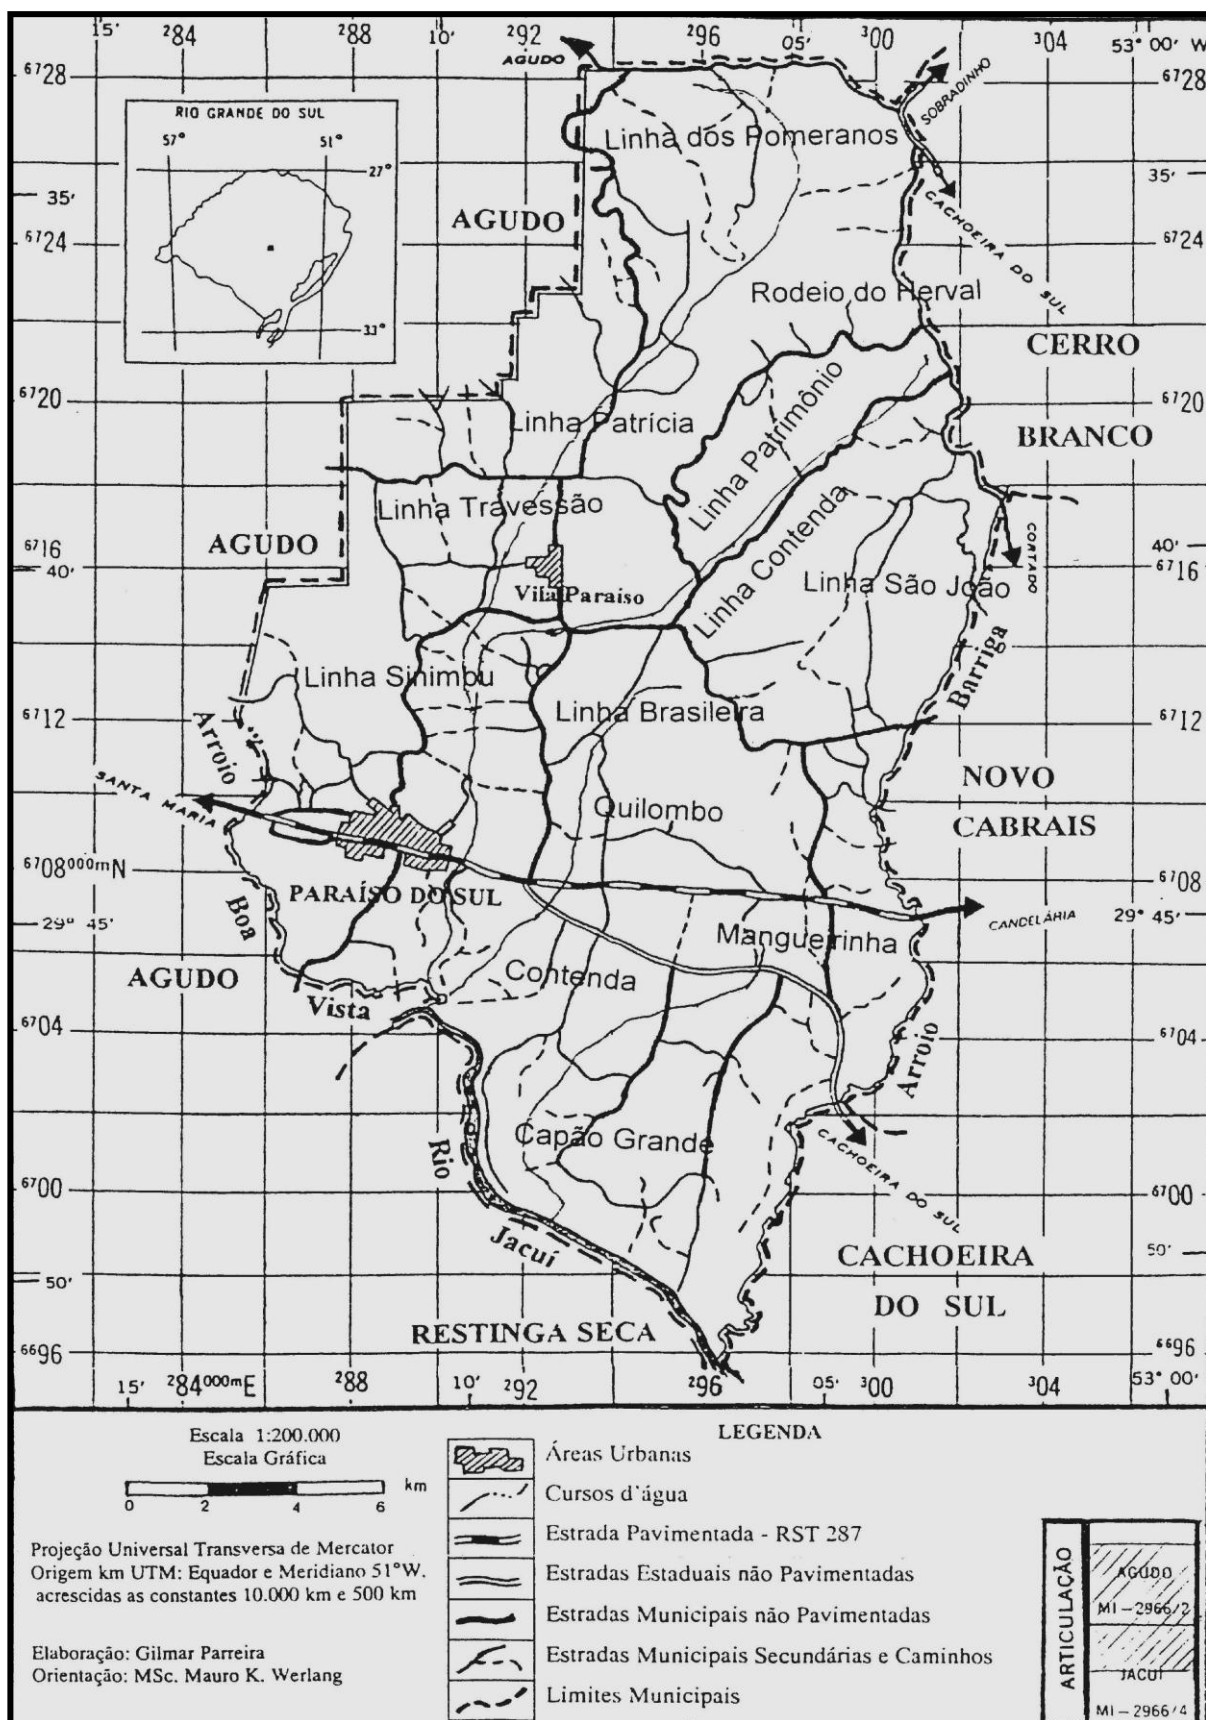 15' 284 288 10' 292 296 05' 300 304 53° 00' W
6728 AGUDO SOBRADINHO 6728
RIO GRANDE DO SUL
57° 51°
27°
33°
Linha dos Pomeranos
35' 35'
AGUDO CACHOEIRA DO SUL
6724 6724
Rodeio do Herval
CERRO
6720 6720
Linha Patrícia BRANCO
Linha Patrimônio
Linha Travessão
Linha Contenda
6716 AGUDO CORTADO 40'
40' 6716
Vila Paraiso Linha São João
Barriga
Linha Sinimbu
6712 Linha Brasileira 6712
Arroio
SANTA MARIA NOVO
Quilombo CABRAIS
6708 000m N 6708
PARAÍSO DO SUL
Boa CANDELÁRIA 29° 45'
29° 45' Mangueirinha
AGUDO Contenda
Vista
6704 Arroio 6704
Rio Capão Grande
CACHOEIRA DO SUL
6700 6700
Jacuí CACHOEIRA 50'
50' DO SUL
RESTINGA SECA
6696 6696
15' 284 000m E 288 10' 292 296 05' 300 304 53° 00'
Escala 1:200.000
Escala Gráfica
km
0 2 4 6
Projeção Universal Transversa de Mercator
Origem km UTM: Equador e Meridiano 51°W.
acrescidas as constantes 10.000 km e 500 km
Elaboração: Gilmar Parreira
Orientação: MSc. Mauro K. Werlang
LEGENDA
Áreas Urbanas
Cursos d'água
Estrada Pavimentada - RST 287
Estradas Estaduais não Pavimentadas
Estradas Municipais não Pavimentadas
Estradas Municipais Secundárias e Caminhos
Limites Municipais
ARTICULAÇÃO
AGUDO
MI-2966/2
JACUÍ
MI-2966/4